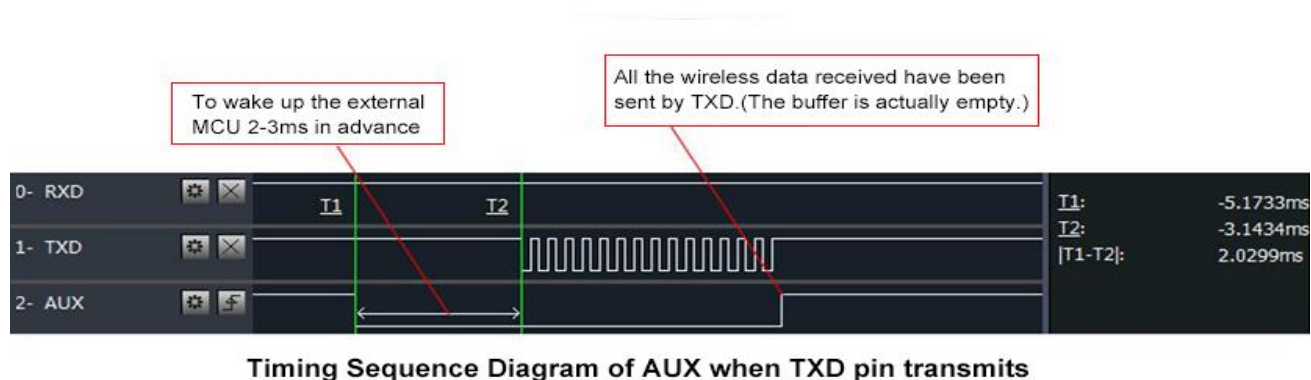 To wake up the external
MCU 2-3ms in advance
All the wireless data received have been
sent by TXD.(The buffer is actually empty.)
0- RXD
T1
T2
1- TXD
2- AUX
T1: -5.1733ms
T2: -3.1434ms
|T1-T2|: 2.0299ms
Timing Sequence Diagram of AUX when TXD pin transmits